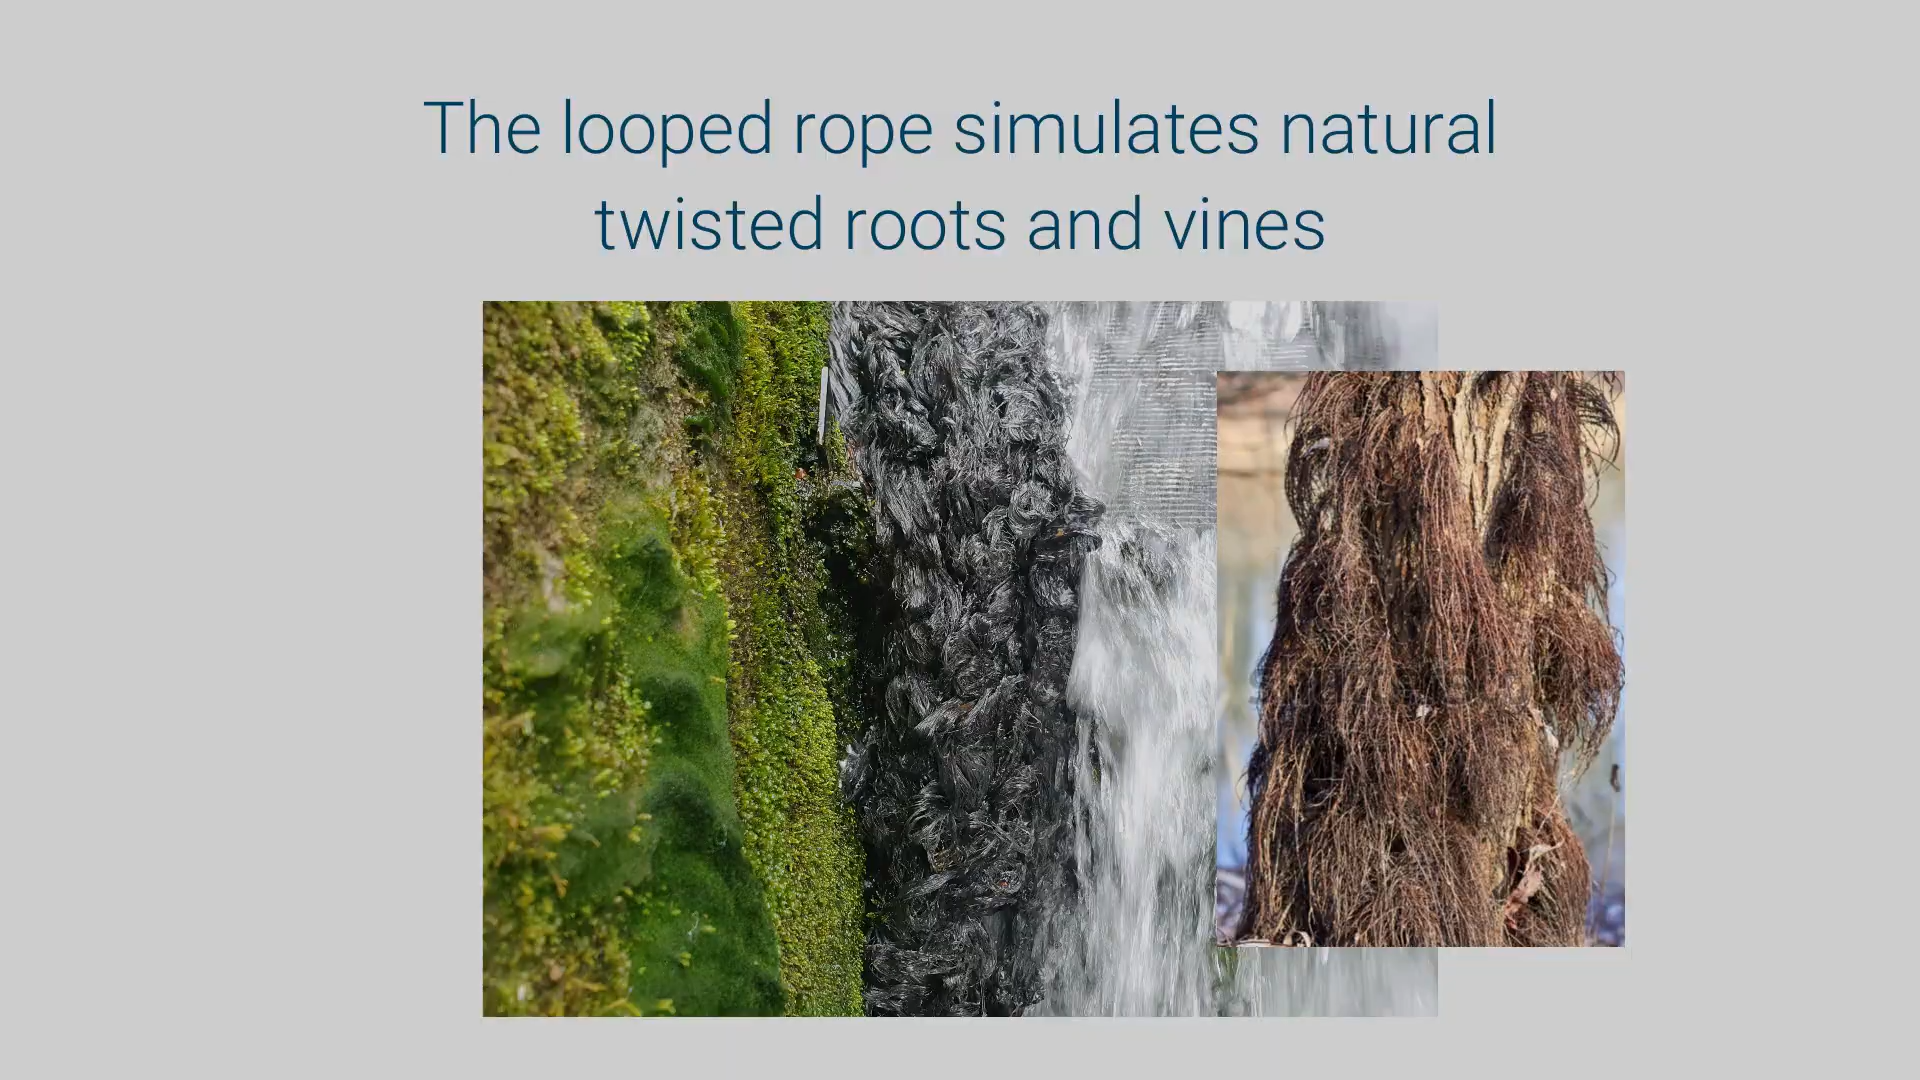 The looped rope simulates natural
twisted roots and vines